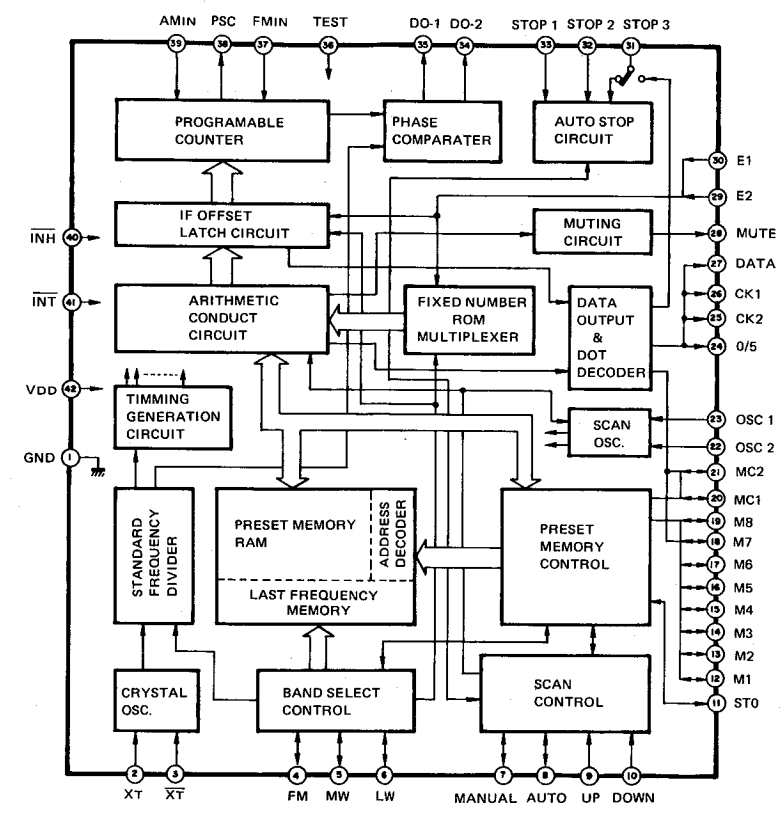 AMIN PSC FMIN TEST DO-1 DO-2 STOP 1 STOP 2 STOP 3
39 38 37 36 35 34 33 32 31
PROGRAMABLE
COUNTER
PHASE
COMPARATER
AUTO STOP
CIRCUIT
30 E1
29 E2
IF OFFSET
LATCH CIRCUIT
MUTING
CIRCUIT
28 MUTE
INH 40
27 DATA
ARITHMETIC
CONDUCT
CIRCUIT
FIXED NUMBER
ROM
MULTIPLEXER
DATA
OUTPUT
&
DOT
DECODER
26 CK1
25 CK2
24 0/5
INT 41
VDD 42
TIMMING
GENERATION
CIRCUIT
SCAN
OSC.
23 OSC 1
22 OSC 2
GND 1
21 MC2
20 MC1
STANDARD
FREQUENCY
DIVIDER
PRESET MEMORY
RAM
ADDRESS
DECODER
LAST FREQUENCY
MEMORY
PRESET
MEMORY
CONTROL
19 M8
18 M7
17 M6
16 M5
15 M4
14 M3
13 M2
12 M1
11 ST0
CRYSTAL
OSC.
BAND SELECT
CONTROL
SCAN
CONTROL
2 3 4 5 6 7 8 9 10
XT XT FM MW LW MANUAL AUTO UP DOWN